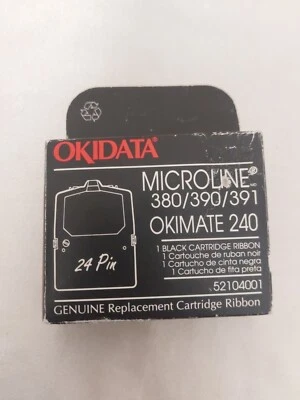 OKIDATA
MICROLINE®
380/390/391
OKIMATE 240
1 BLACK CARTRIDGE RIBBON
1 Cartouche de ruban noir
1 Cartucho de cinta negra
1 Cartucho de fita preta
24 Pin
52104001
GENUINE Replacement Cartridge Ribbon